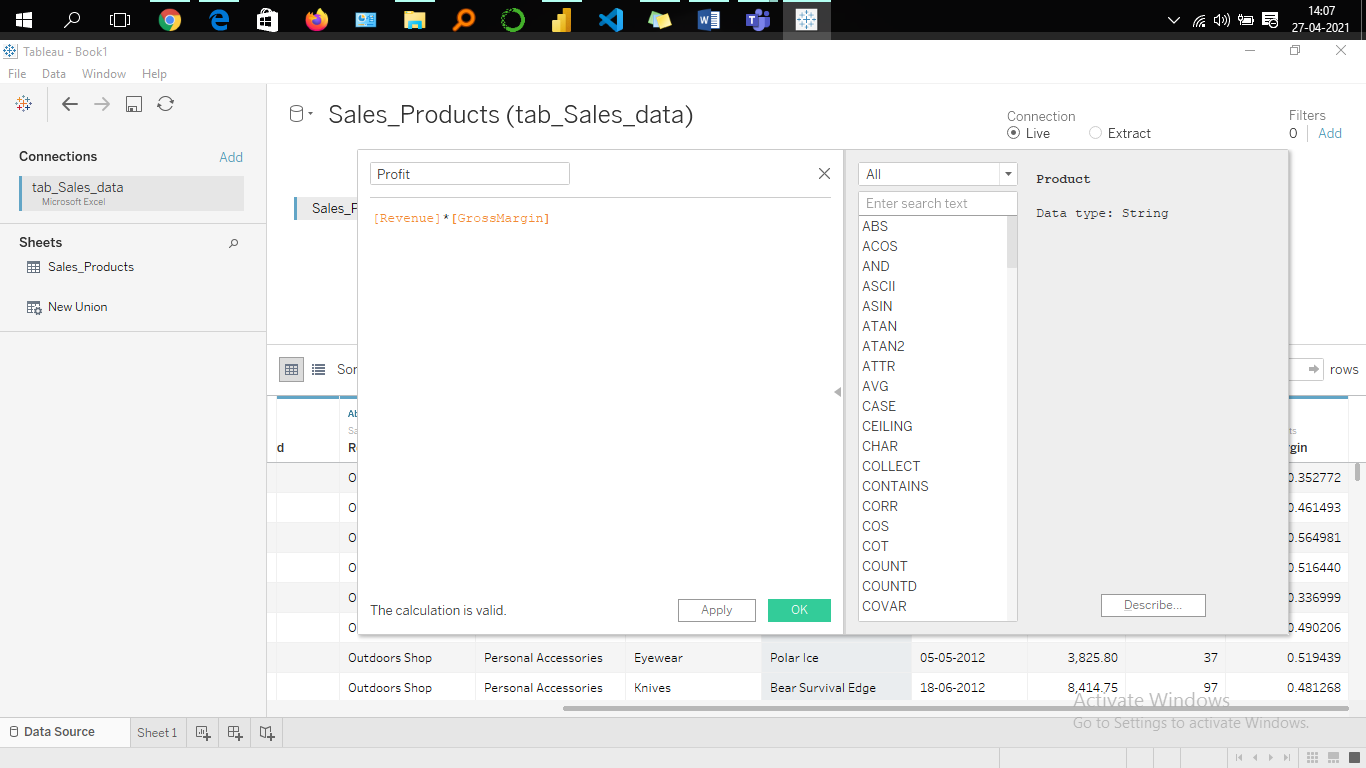 14:07
27-04-2021
Tableau - Book1
File Data Window Help
Sales_Products (tab_Sales_data)
Connection
Live Extract
Filters
0 Add
Connections Add
tab_Sales_data
Microsoft Excel
Sheets
Sales_Products
New Union
Sales_P
Profit
[Revenue]*[GrossMargin]
The calculation is valid.
Apply OK
All
Enter search text
ABS
ACOS
AND
ASCII
ASIN
ATAN
ATAN2
ATTR
AVG
CASE
CEILING
CHAR
COLLECT
CONTAINS
CORR
COS
COT
COUNT
COUNTD
COVAR
Product
Data type: String
Describe...
Sor
rows
d
0.352772
0.461493
0.564981
0.516440
0.336999
0.490206
Outdoors Shop Personal Accessories Eyewear Polar Ice 05-05-2012 3,825.80 37 0.519439
Outdoors Shop Personal Accessories Knives Bear Survival Edge 18-06-2012 8,414.75 97 0.481268
Activate Windows
Go to Settings to activate Windows.
Data Source Sheet 1